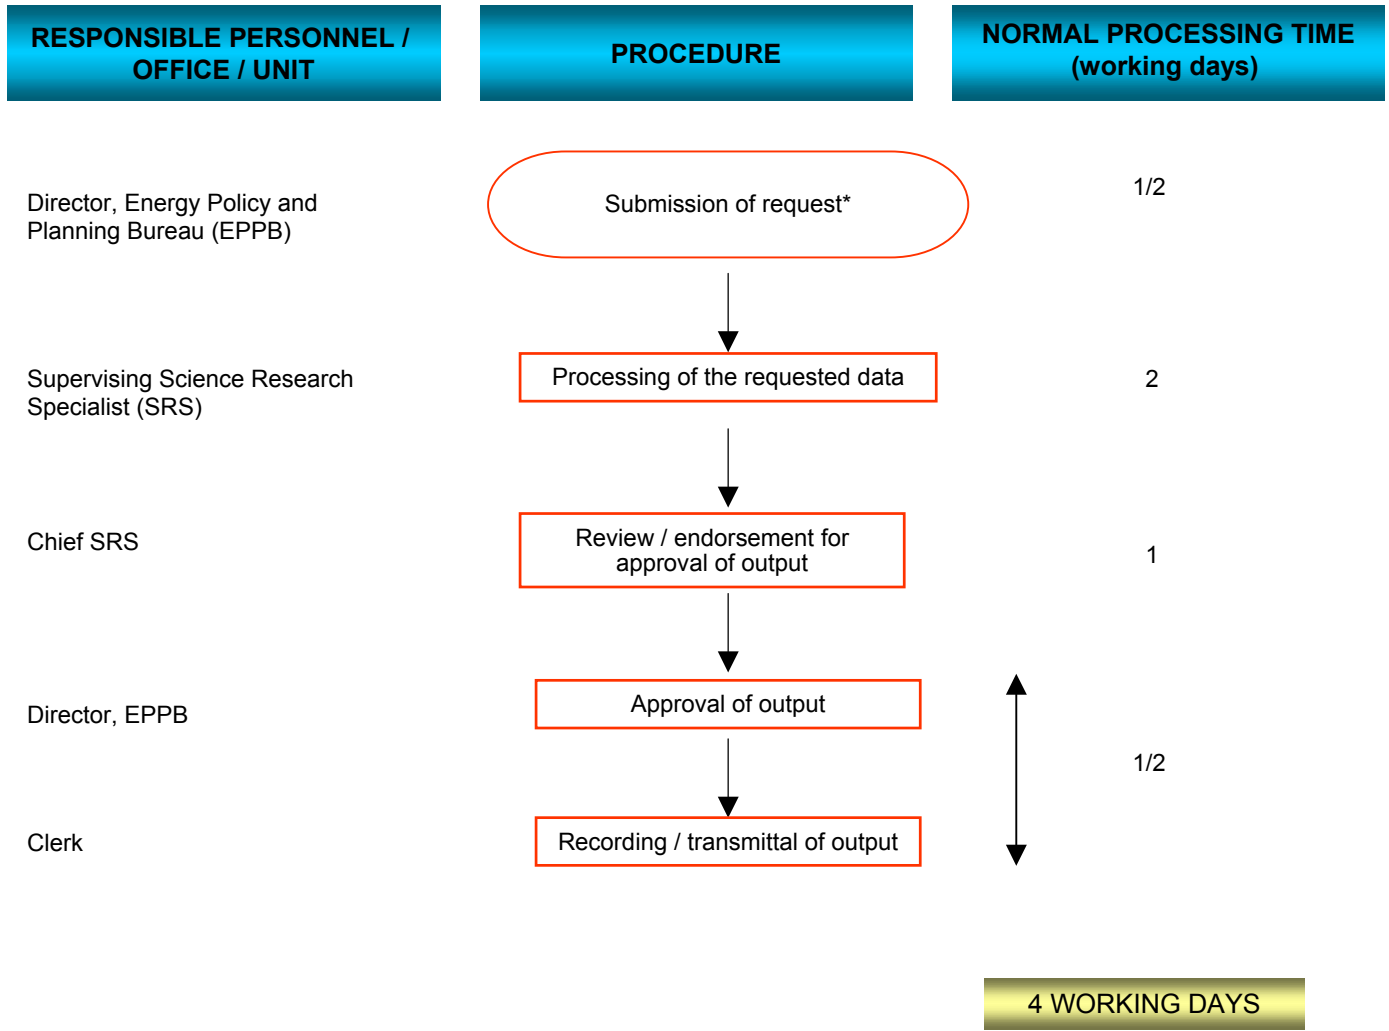 RESPONSIBLE PERSONNEL /
OFFICE / UNIT
PROCEDURE
NORMAL PROCESSING TIME
(working days)
Director, Energy Policy and
Planning Bureau (EPPB)
Submission of request*
1/2
Supervising Science Research
Specialist (SRS)
Processing of the requested data
2
Chief SRS
Review / endorsement for
approval of output
1
Director, EPPB
Approval of output
1/2
Clerk
Recording / transmittal of output
4 WORKING DAYS